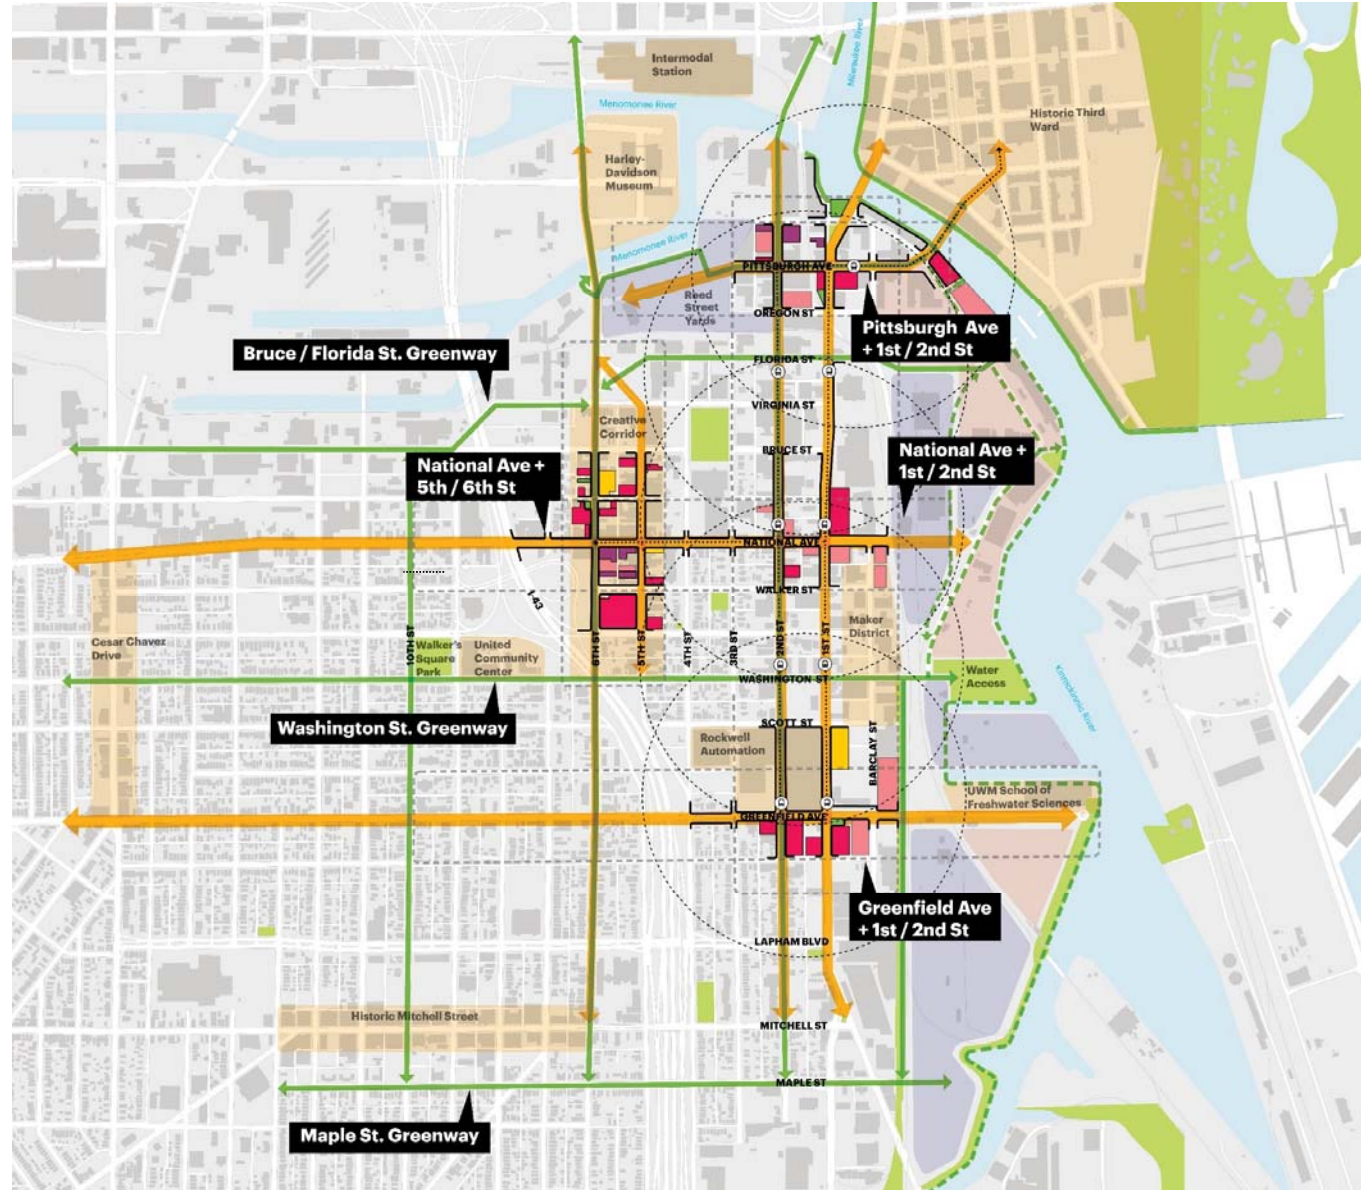 Intermodal
Station
Milwaukee River
Menomonee River
Historic Third
Ward
Harley-
Davidson
Museum
Menomonee River
PITTSBURGH AVE
Reed
Street
Yards
OREGON ST
Pittsburgh Ave
+ 1st / 2nd St
Bruce / Florida St. Greenway
FLORIDA ST
VIRGINIA ST
Creative
Corridor
BRUCE ST
National Ave +
1st / 2nd St
National Ave +
5th / 6th St
NATIONAL AVE
WALKER ST
I-43
Maker
District
Cesar Chavez
Drive
10TH ST
Walker's
Square
Park
United
Community
Center
6TH ST
5TH ST
4TH ST
3RD ST
2ND ST
1ST ST
WASHINGTON ST
Water
Access
Kinnickinnic River
Washington St. Greenway
SCOTT ST
Rockwell
Automation
BARCLAY ST
UWM School of
Freshwater Sciences
GREENFIELD AVE
Greenfield Ave
+ 1st / 2nd St
LAPHAM BLVD
Historic Mitchell Street
MITCHELL ST
MAPLE ST
Maple St. Greenway